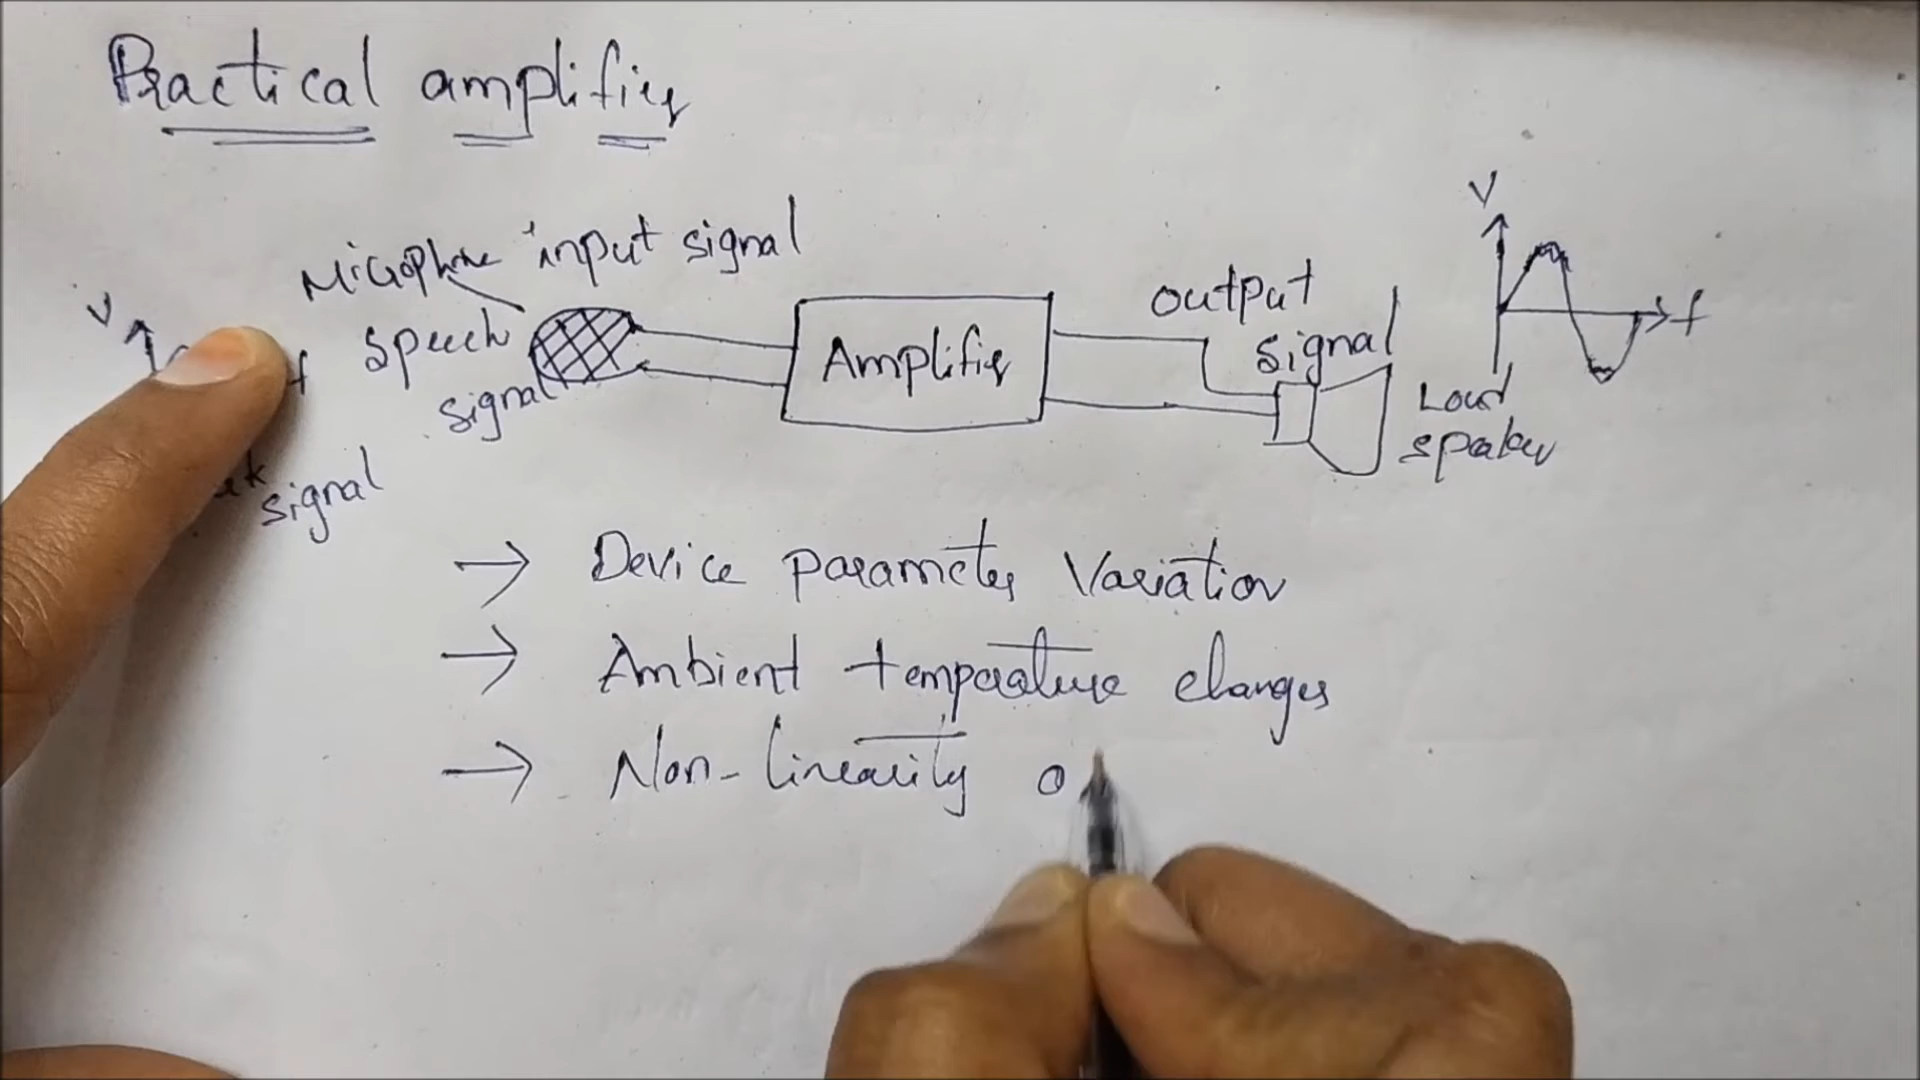 Practical amplifier
V
Microphone input signal
V
speech
signal
f
Amplifier
output
signal
f
Loud
speaker
signal
→ Device parameter Variation
→ Ambient temperature changes
→ Non-linearity o